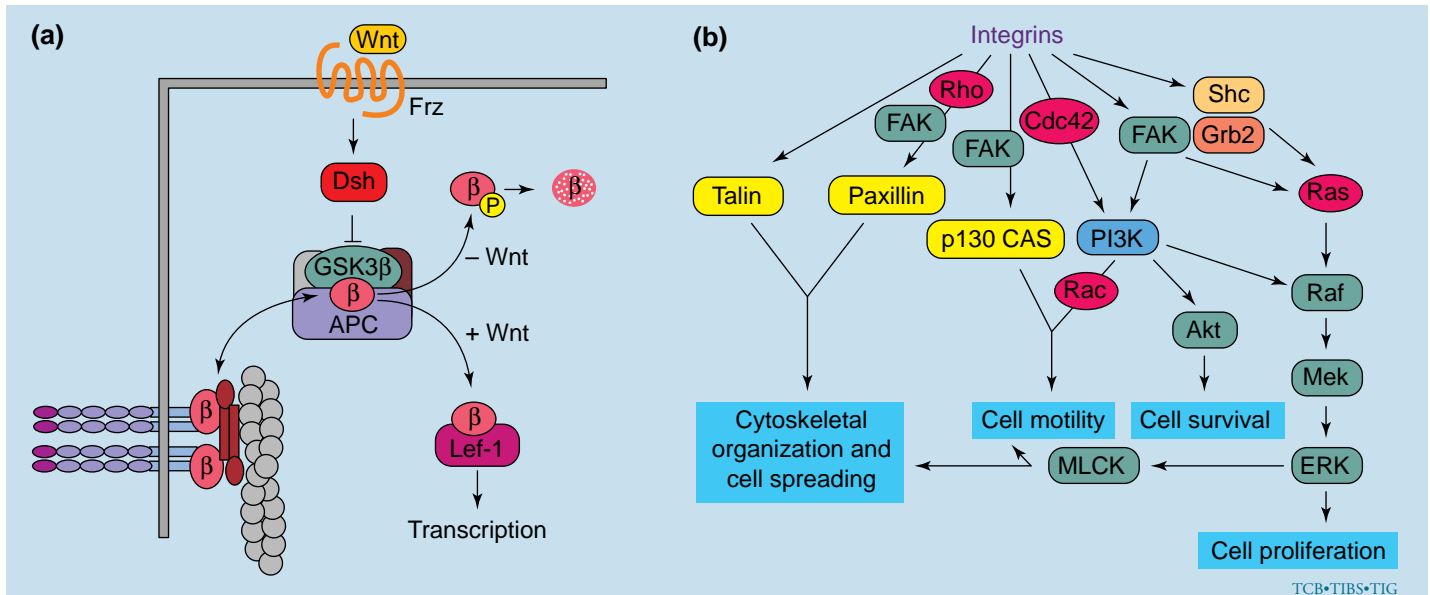 (a)
Wnt
Frz
Dsh
β
P
β
GSK3β
– Wnt
β
APC
+ Wnt
β
β
β
Lef-1
Transcription
(b)
Integrins
Rho
Shc
FAK
Cdc42
FAK
Grb2
FAK
Talin
Paxillin
Ras
p130 CAS
PI3K
Rac
Raf
Akt
Mek
Cytoskeletal
organization and
cell spreading
Cell motility
Cell survival
MLCK
ERK
Cell proliferation
TCB•TIBS•TIG